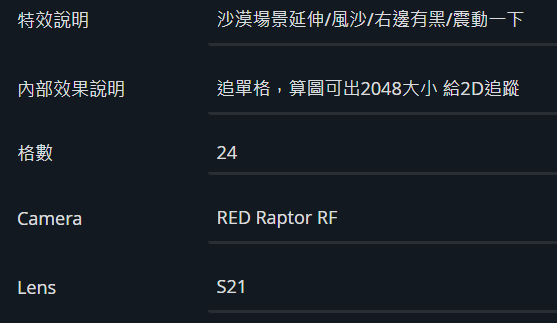 特效說明 沙漠場景延伸/風沙/右邊有黑/震動一下
內部效果說明 追單格，算圖可出2048大小 給2D追蹤
格數 24
Camera RED Raptor RF
Lens S21